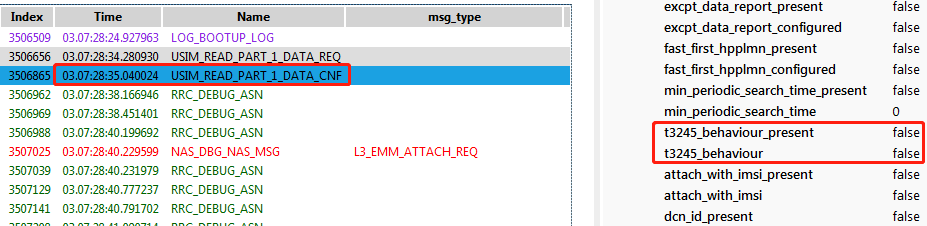 Index Time Name msg_type
3506509 03.07:28:24.927963 LOG_BOOTUP_LOG
3506656 03.07:28:34.280930 USIM_READ_PART_1_DATA_REQ
3506865 03.07:28:35.040024 USIM_READ_PART_1_DATA_CNF
3506962 03.07:28:38.166946 RRC_DEBUG_ASN
3506969 03.07:28:38.451401 RRC_DEBUG_ASN
3506988 03.07:28:40.199692 RRC_DEBUG_ASN
3507025 03.07:28:40.229599 NAS_DBG_NAS_MSG L3_EMM_ATTACH_REQ
3507039 03.07:28:40.231979 RRC_DEBUG_ASN
3507129 03.07:28:40.777237 RRC_DEBUG_ASN
3507141 03.07:28:40.791702 RRC_DEBUG_ASN
excpt_data_report_present false
excpt_data_report_configured false
fast_first_hpplmn_present false
fast_first_hpplmn_configured false
min_periodic_search_time_present false
min_periodic_search_time 0
t3245_behaviour_present false
t3245_behaviour false
attach_with_imsi_present false
attach_with_imsi false
dcn_id_present false